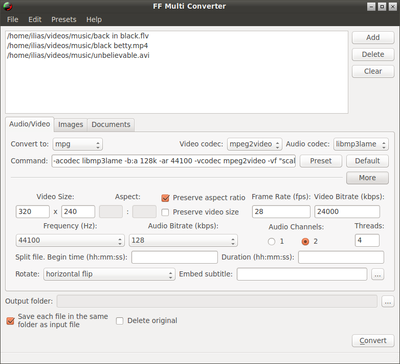 FF Multi Converter
File Edit Presets Help
/home/ilias/videos/music/back in black.flv
/home/ilias/videos/music/black betty.mp4
/home/ilias/videos/music/unbelievable.avi
Add
Delete
Clear
Audio/Video Images Documents
Convert to: mpg Video codec: mpeg2video Audio codec: libmp3lame
Command: -acodec libmp3lame -b:a 128k -ar 44100 -vcodec mpeg2video -vf "scal Preset Default
More
Video Size: Aspect: Preserve aspect ratio Frame Rate (fps): Video Bitrate (kbps):
320 x 240 : Preserve video size 28 24000
Frequency (Hz): Audio Bitrate (kbps): Audio Channels: Threads:
44100 128 1 2 4
Split file. Begin time (hh:mm:ss): Duration (hh:mm:ss):
Rotate: horizontal flip Embed subtitle: ...
Output folder: ...
Save each file in the same
folder as input file
Delete original
Convert